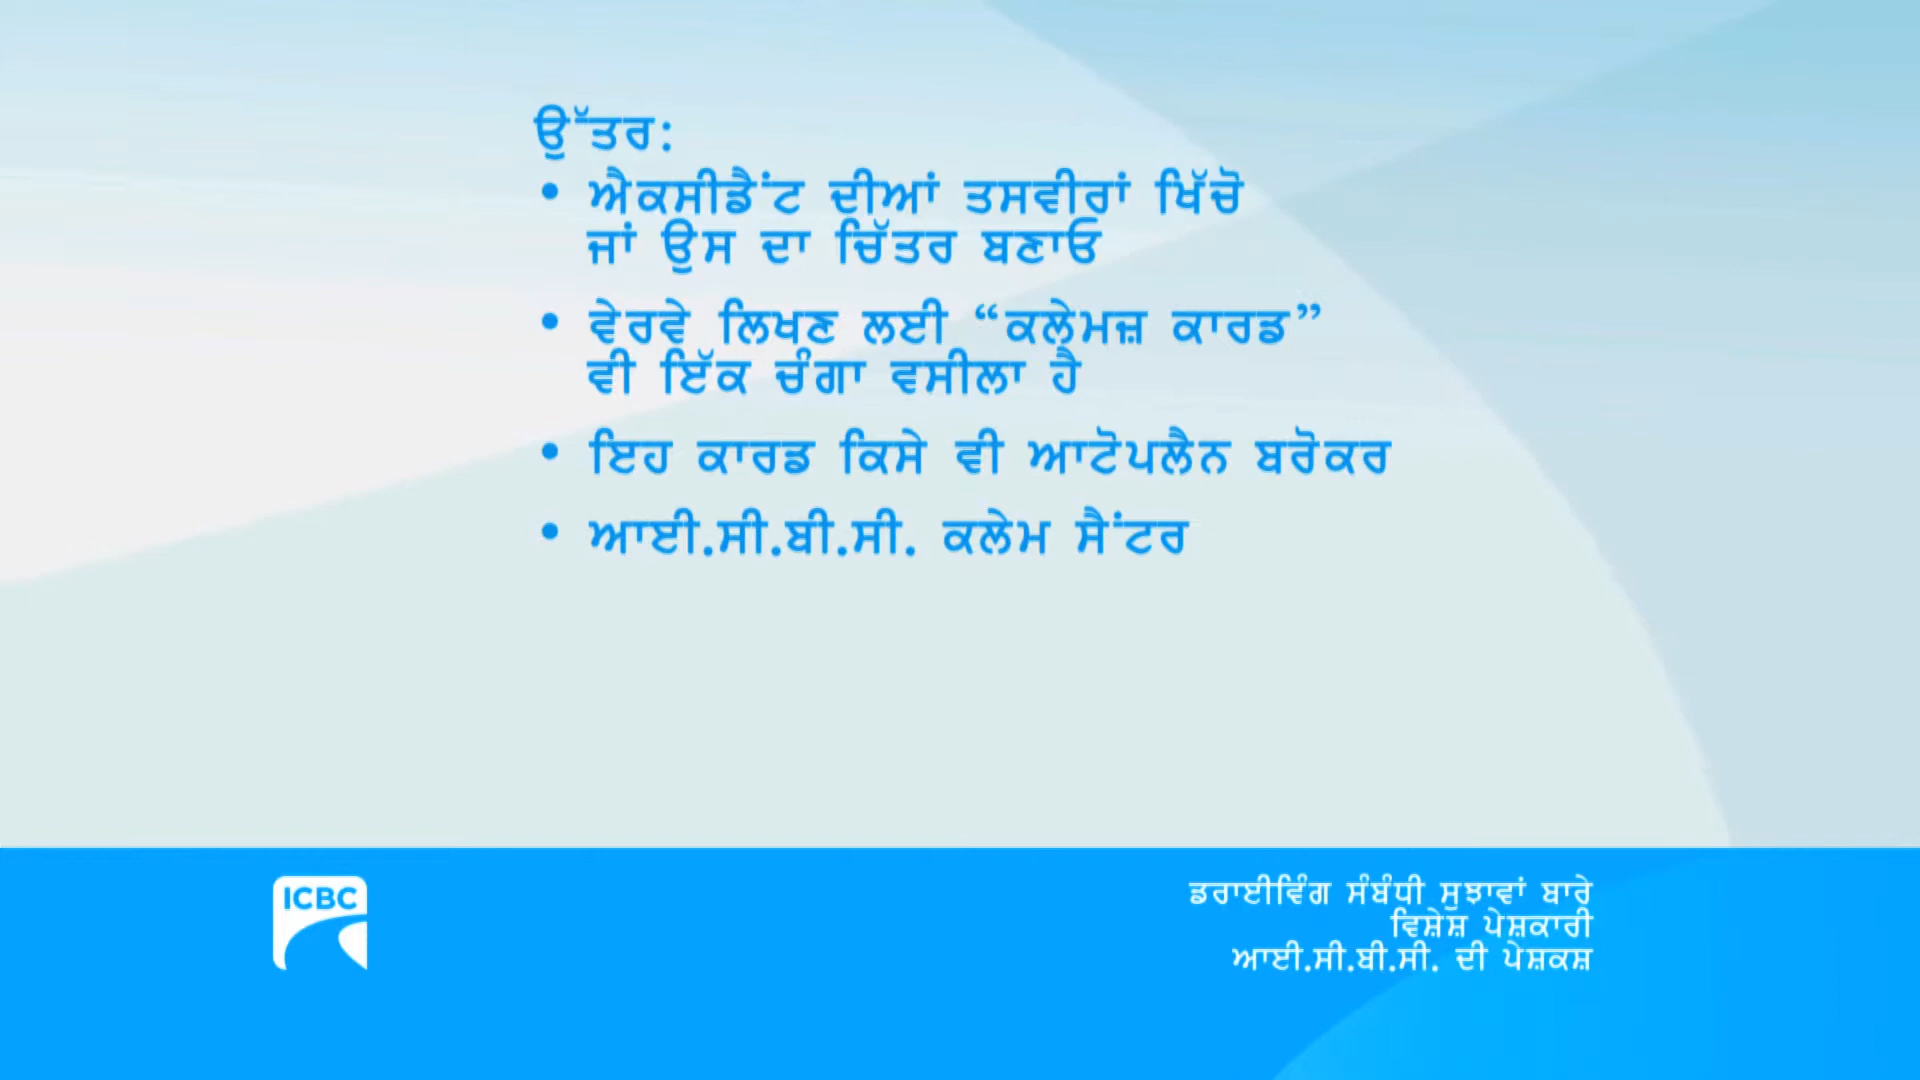 ਉੱਤਰ:
• ਐਕਸੀਡੈਂਟ ਦੀਆਂ ਤਸਵੀਰਾਂ ਖਿੱਚੋ
ਜਾਂ ਉਸ ਦਾ ਚਿੱਤਰ ਬਣਾਓ
• ਵੇਰਵੇ ਲਿਖਣ ਲਈ “ਕਲੇਮਜ਼ ਕਾਰਡ”
ਵੀ ਇੱਕ ਚੰਗਾ ਵਸੀਲਾ ਹੈ
• ਇਹ ਕਾਰਡ ਕਿਸੇ ਵੀ ਆਟੋਪਲੈਨ ਬਰੋਕਰ
• ਆਈ.ਸੀ.ਬੀ.ਸੀ. ਕਲੇਮ ਸੈਂਟਰ
ICBC
ਡਰਾਈਵਿੰਗ ਸੰਬੰਧੀ ਸੁਝਾਵਾਂ ਬਾਰੇ
ਵਿਸ਼ੇਸ਼ ਪੇਸ਼ਕਾਰੀ
ਆਈ.ਸੀ.ਬੀ.ਸੀ. ਦੀ ਪੇਸ਼ਕਸ਼